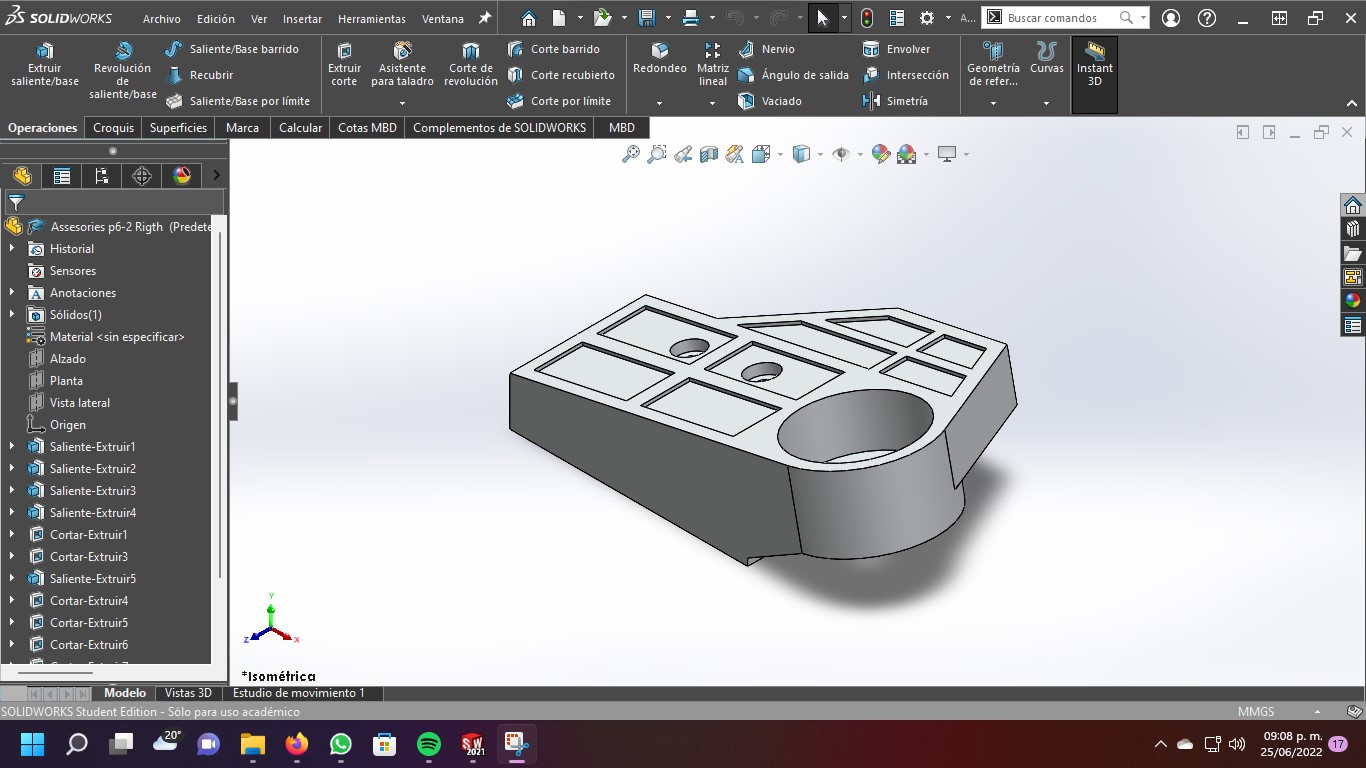 SOLIDWORKS Archivo Edición Ver Insertar Herramientas Ventana A... Buscar comandos
Extruir saliente/base
Revolución de saliente/base
Saliente/Base barrido
Recubrir
Saliente/Base por límite
Extruir corte
Asistente para taladro
Corte de revolución
Corte barrido
Corte recubierto
Corte por límite
Redondeo
Matriz lineal
Nervio
Ángulo de salida
Vaciado
Envolver
Intersección
Simetría
Geometría de refer...
Curvas
Instant 3D
Operaciones Croquis Superficies Marca Calcular Cotas MBD Complementos de SOLIDWORKS MBD
Assesories p6-2 Rigth (Predete
Historial
Sensores
Anotaciones
Sólidos(1)
Material <sin especificar>
Alzado
Planta
Vista lateral
Origen
Saliente-Extruir1
Saliente-Extruir2
Saliente-Extruir3
Saliente-Extruir4
Cortar-Extruir1
Cortar-Extruir3
Saliente-Extruir5
Cortar-Extruir4
Cortar-Extruir5
Cortar-Extruir6
Y
Z X
*Isométrica
Modelo Vistas 3D Estudio de movimiento 1
SOLIDWORKS Student Edition - Sólo para uso académico MMGS
20°
SW 2021
09:08 p. m.
25/06/2022
17